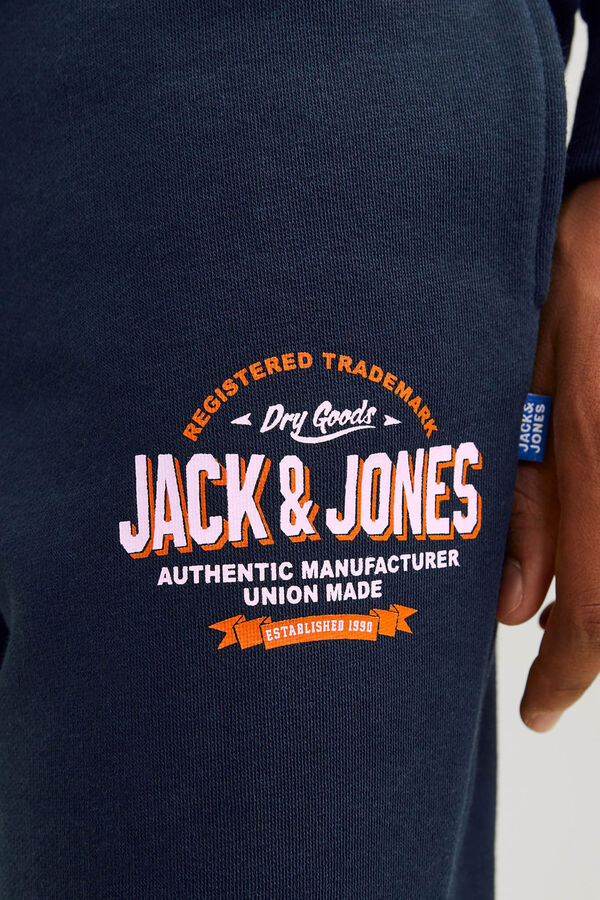 REGISTERED TRADEMARK
Dry Goods
JACK & JONES
AUTHENTIC MANUFACTURER
UNION MADE
ESTABLISHED 1990
JACK&
JONES